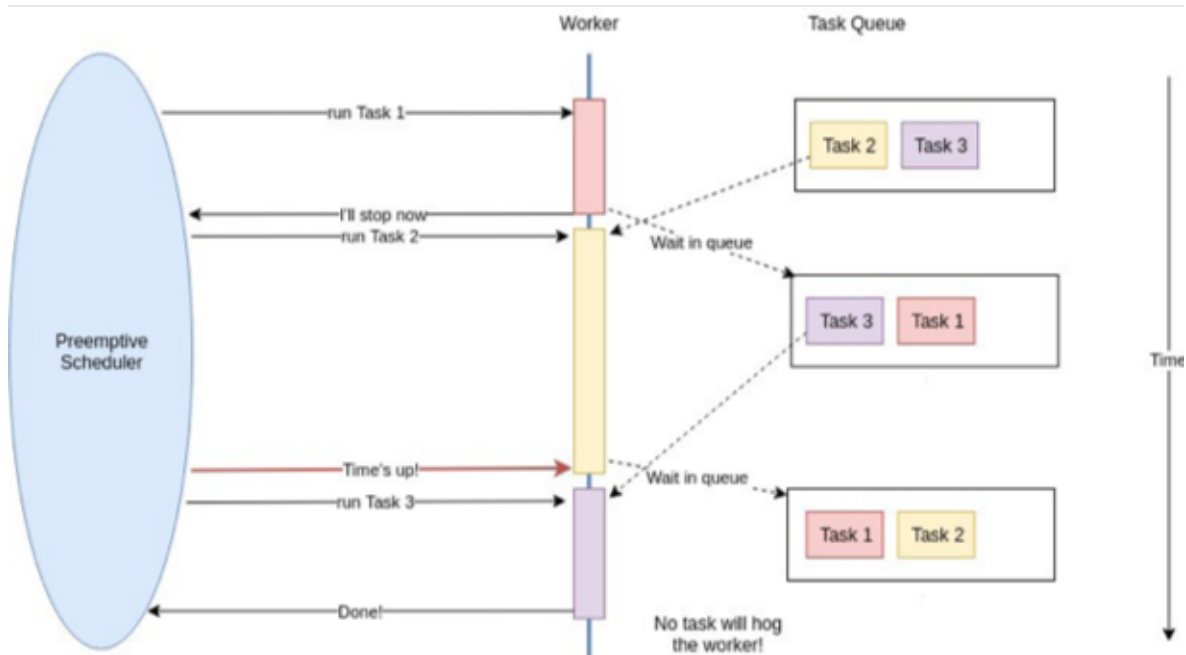 Worker
Task Queue
run Task 1
Task 2
Task 3
I'll stop now
run Task 2
Wait in queue
Task 3
Task 1
Preemptive
Scheduler
Time
Time's up!
Wait in queue
run Task 3
Task 1
Task 2
Done!
No task will hog
the worker!